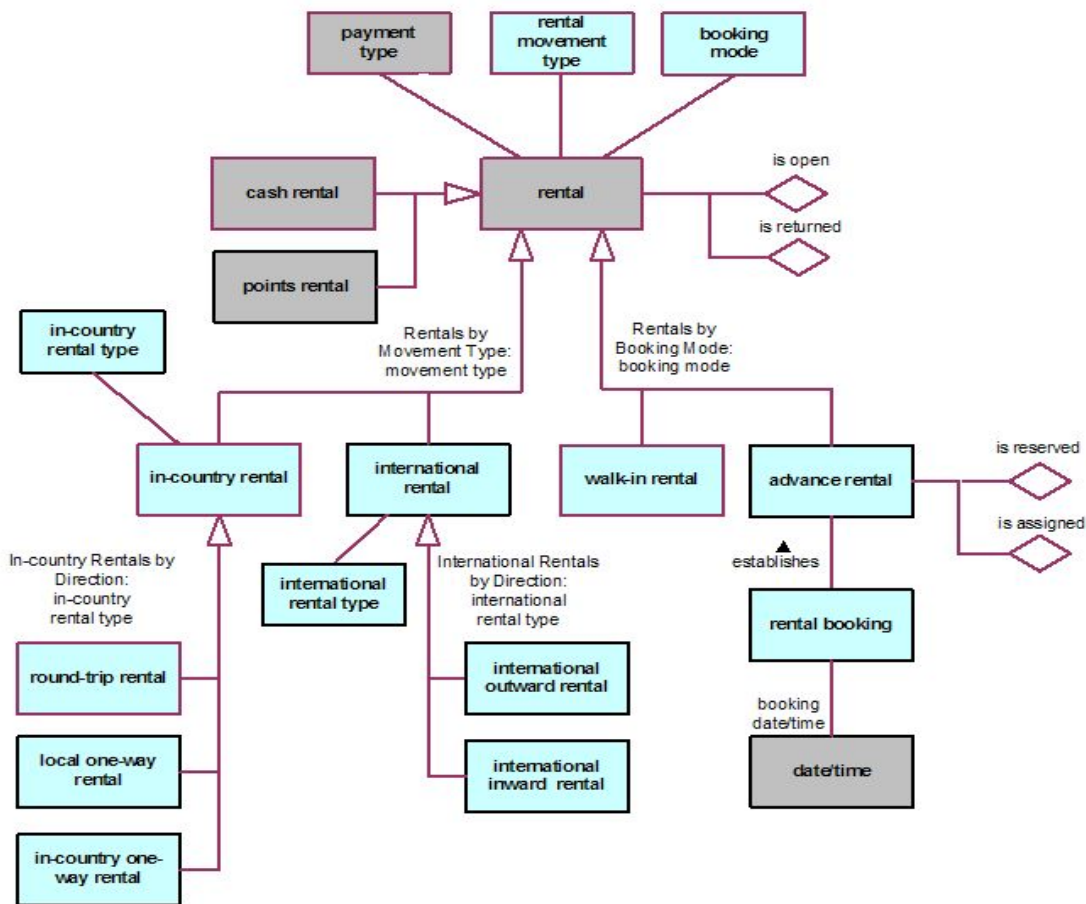 payment
type
rental
movement
type
booking
mode
cash rental
rental
is open
is returned
points rental
in-country
rental type
Rentals by
Movement Type:
movement type
Rentals by
Booking Mode:
booking mode
in-country rental
international
rental
walk-in rental
advance rental
is reserved
is assigned
In-country Rentals by
Direction:
in-country
rental type
international
rental type
International Rentals
by Direction:
international
rental type
establishes
rental booking
round-trip rental
international
outward rental
booking
date/time
local one-way
rental
international
inward rental
date/time
in-country one-
way rental